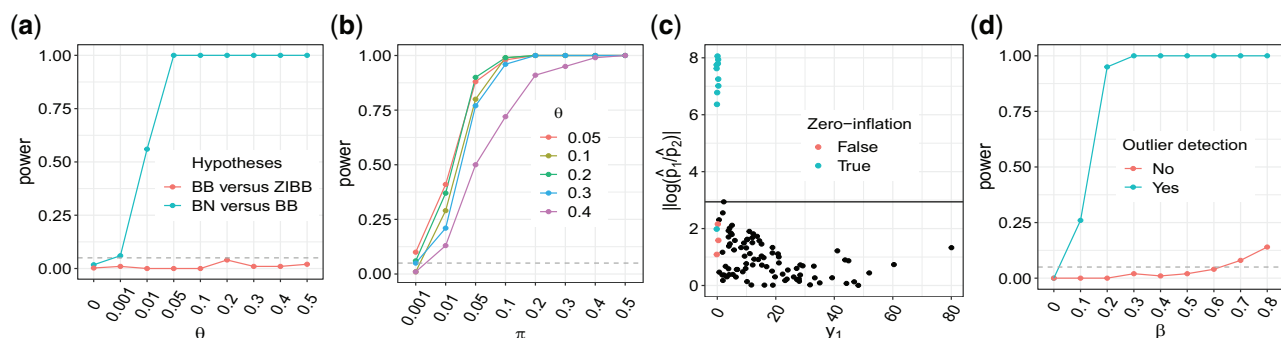 (a)
power
1.00
0.75
0.50
0.25
0.00
Hypotheses
BB versus ZIBB
BN versus BB
0
0.001
0.01
0.05
0.1
0.2
0.3
0.4
0.5
θ
(b)
power
1.00
0.75
0.50
0.25
0.00
θ
0.05
0.1
0.2
0.3
0.4
0.001
0.01
0.05
0.1
0.2
0.3
0.4
0.5
π
(c)
||log(p̂₁/p̂₂)||
8
6
4
2
0
Zero−inflation
False
True
0
20
40
60
80
y₁
(d)
power
1.00
0.75
0.50
0.25
0.00
Outlier detection
No
Yes
0
0.1
0.2
0.3
0.4
0.5
0.6
0.7
0.8
β